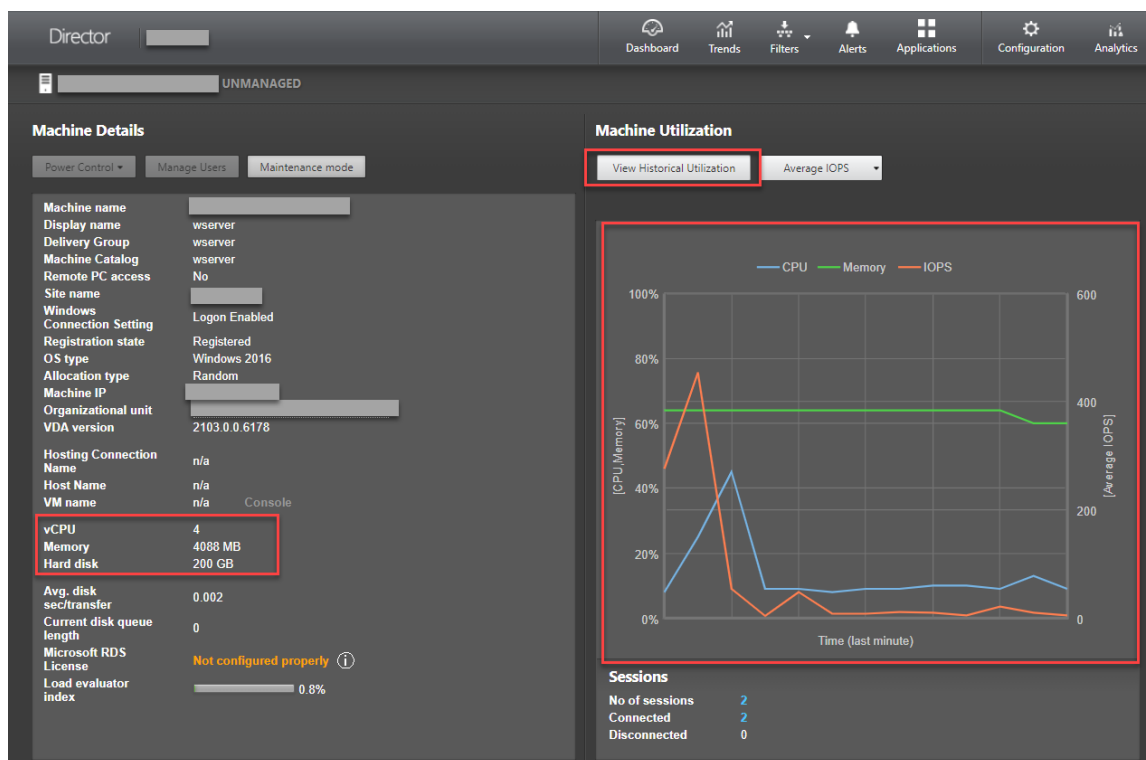 Director
Dashboard Trends Filters Alerts Applications Configuration Analytics
UNMANAGED
Machine Details
Power Control Manage Users Maintenance mode
Machine name
Display name wserver
Delivery Group wserver
Machine Catalog wserver
Remote PC access No
Site name
Windows
Connection Setting Logon Enabled
Registration state Registered
OS type Windows 2016
Allocation type Random
Machine IP
Organizational unit
VDA version 2103.0.0.6178
Hosting Connection
Name n/a
Host Name n/a
VM name n/a Console
vCPU 4
Memory 4088 MB
Hard disk 200 GB
Avg. disk
sec/transfer 0.002
Current disk queue
length 0
Microsoft RDS
License Not configured properly
Load evaluator
index 0.8%
Machine Utilization
View Historical Utilization Average IOPS
CPU Memory IOPS
100% 600
80%
400
60%
[CPU,Memory]
[Average IOPS]
40%
200
20%
0% 0
Time (last minute)
Sessions
No of sessions 2
Connected 2
Disconnected 0